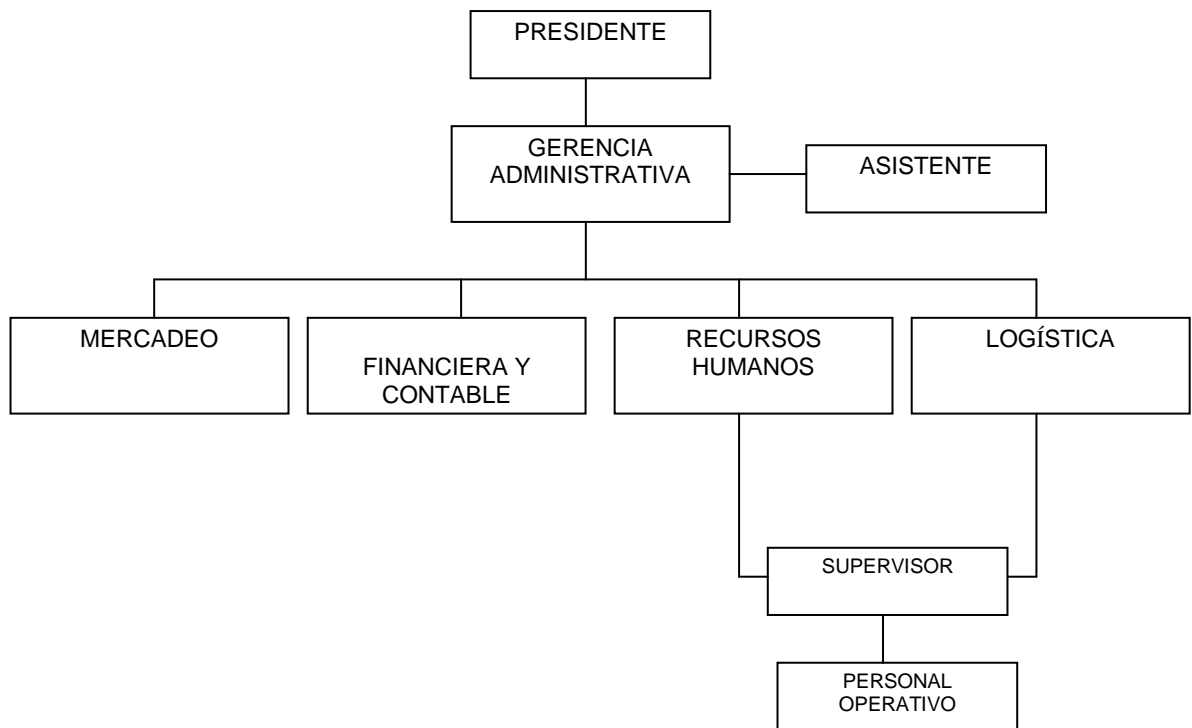 PRESIDENTE
GERENCIA
ADMINISTRATIVA
ASISTENTE
MERCADEO
FINANCIERA Y
CONTABLE
RECURSOS
HUMANOS
LOGÍSTICA
SUPERVISOR
PERSONAL
OPERATIVO